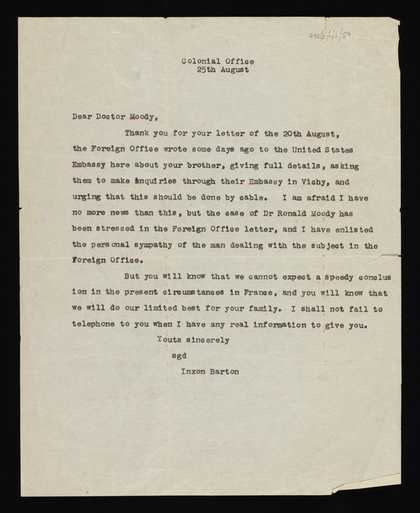 Colonial Office
25th August
Dear Doctor Moody,
Thank you for your letter of the 20th August,
the Foreign Office wrote some days ago to the United States
Embassy here about your brother, giving full details, asking
them to make inquiries through their Embassy in Vichy, and
urging that this should be done by cable. I am afraid I have
no more news than this, but the case of Dr Ronald Moody has
been stressed in the Foreign Office letter, and I have enlisted
the personal sympathy of the man dealing with the subject in the
Foreign Office.
But you will know that we cannot expect a speedy conclus
ion in the present circumstances in France, and you will know that
we will do our limited best for your family. I shall not fail to
telephone to you when I have any real information to give you.
Youts sincerely
sgd
Inxon Barton